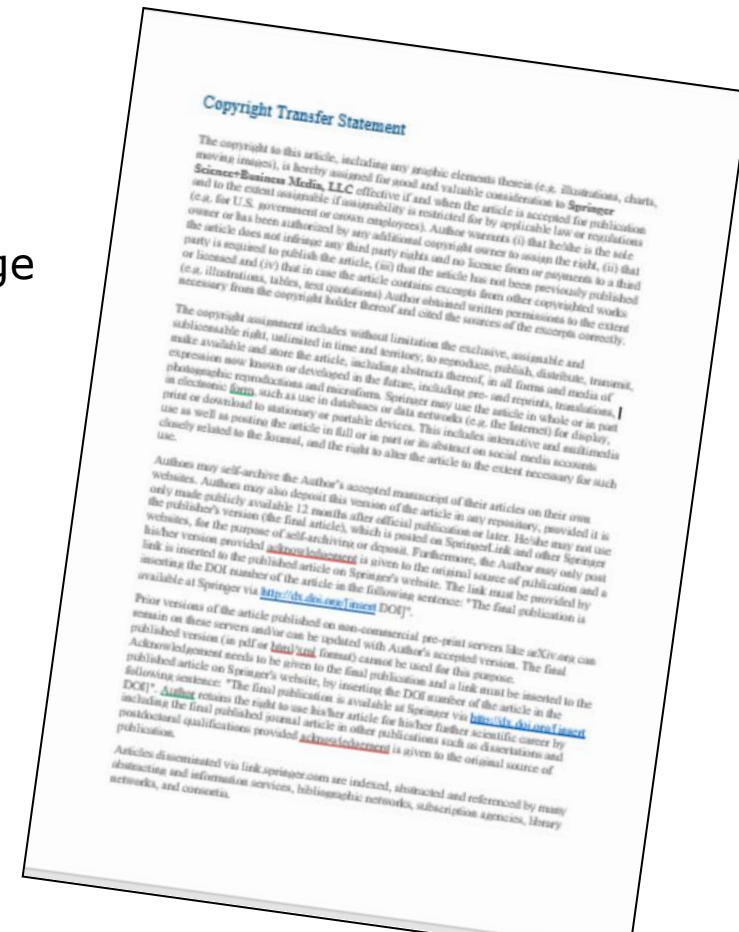 ge
Copyright Transfer Statement
The copyright to this article, including any graphic elements therein (e.g. illustrations, charts,
moving images), is hereby assigned for good and valuable consideration to Springer
Science+Business Media, LLC effective if and when the article is accepted for publication
and to the extent assignable if assignability is restricted for by applicable law or regulations
(e.g. for U.S. government or crown employees). Author warrants (i) that he/she is the sole
owner or has been authorized by any additional copyright owner to assign the right, (ii) that
the article does not infringe any third party rights and no license from or payments to a third
party is required to publish the article, (iii) that the article has not been previously published
or licensed and (iv) that in case the article contains excerpts from other copyrighted works
(e.g. illustrations, tables, text quotations) Author obtained written permissions to the extent
necessary from the copyright holder thereof and cited the sources of the excerpts correctly.
The copyright assignment includes without limitation the exclusive, assignable and
sublicensable right, unlimited in time and territory, to reproduce, publish, distribute, transmit,
make available and store the article, including abstracts thereof, in all forms and media of
expression now known or developed in the future, including pre- and reprints, translations,
photographic reproductions and microform. Springer may use the article in whole or in part
in electronic form, such as use in databases or data networks (e.g. the Internet) for display,
print or download to stationary or portable devices. This includes interactive and multimedia
use as well as posting the article in full or in part or its abstract on social media accounts
closely related to the Journal, and the right to alter the article to the extent necessary for such
use.
Authors may self-archive the Author's accepted manuscript of their articles on their own
websites. Authors may also deposit this version of the article in any repository, provided it is
only made publicly available 12 months after official publication or later. He/she may not use
the publisher's version (the final article), which is posted on SpringerLink and other Springer
websites, for the purpose of self-archiving or deposit. Furthermore, the Author may only post
his/her version provided acknowledgement is given to the original source of publication and a
link is inserted to the published article on Springer's website. The link must be provided by
inserting the DOI number of the article in the following sentence: "The final publication is
available at Springer via http://dx.doi.org/[insert DOI]".
Prior versions of the article published on non-commercial pre-print servers like arXiv.org can
remain on these servers and/or can be updated with Author's accepted version. The final
published version (in pdf or html/xml format) cannot be used for this purpose.
Acknowledgement needs to be given to the final publication and a link must be inserted to the
published article on Springer's website, by inserting the DOI number of the article in the
following sentence: "The final publication is available at Springer via http://dx.doi.org/[insert
DOI]". Author retains the right to use his/her article for his/her further scientific career by
including the final published journal article in other publications such as dissertations and
postdoctoral qualifications provided acknowledgement is given to the original source of
publication.
Articles disseminated via link.springer.com are indexed, abstracted and referenced by many
abstracting and information services, bibliographic networks, subscription agencies, library
networks, and consortia.